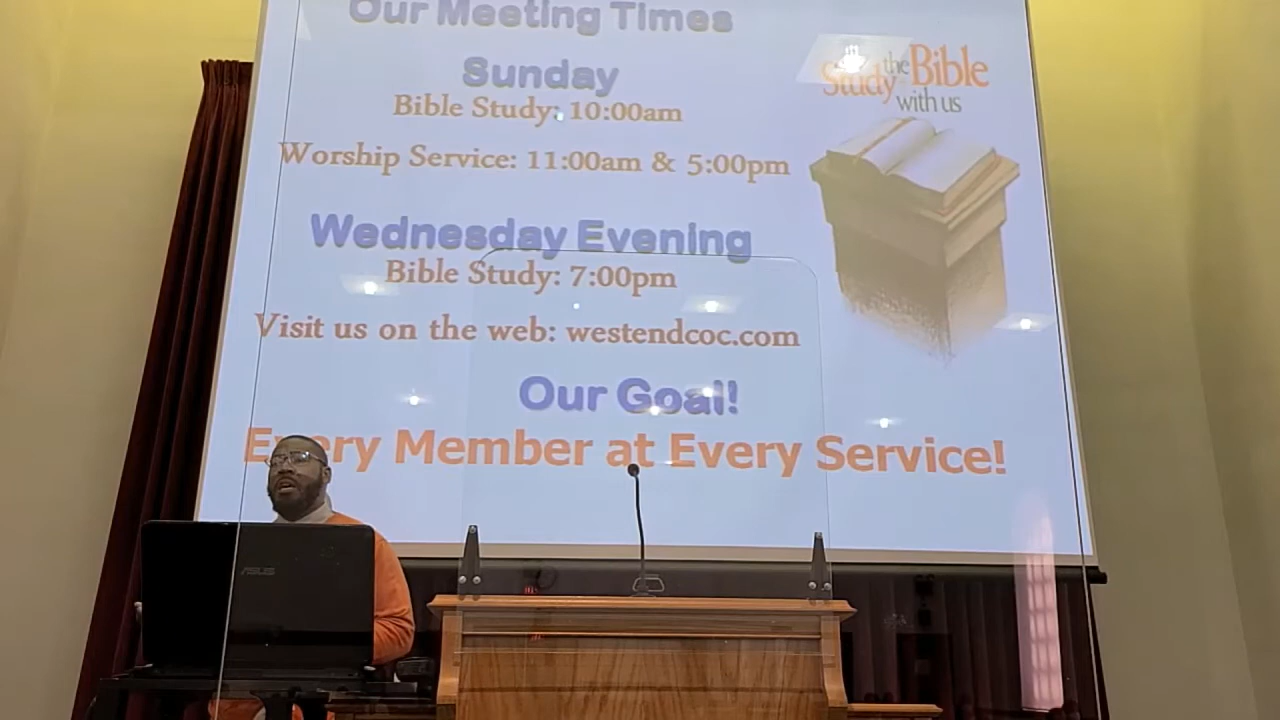 Our Meeting Times
Sunday
Bible Study: 10:00am
Worship Service: 11:00am & 5:00pm
Wednesday Evening
Bible Study: 7:00pm
Visit us on the web: westendcoc.com
Our Goal!
Every Member at Every Service!
Study the Bible
with us
ASUS